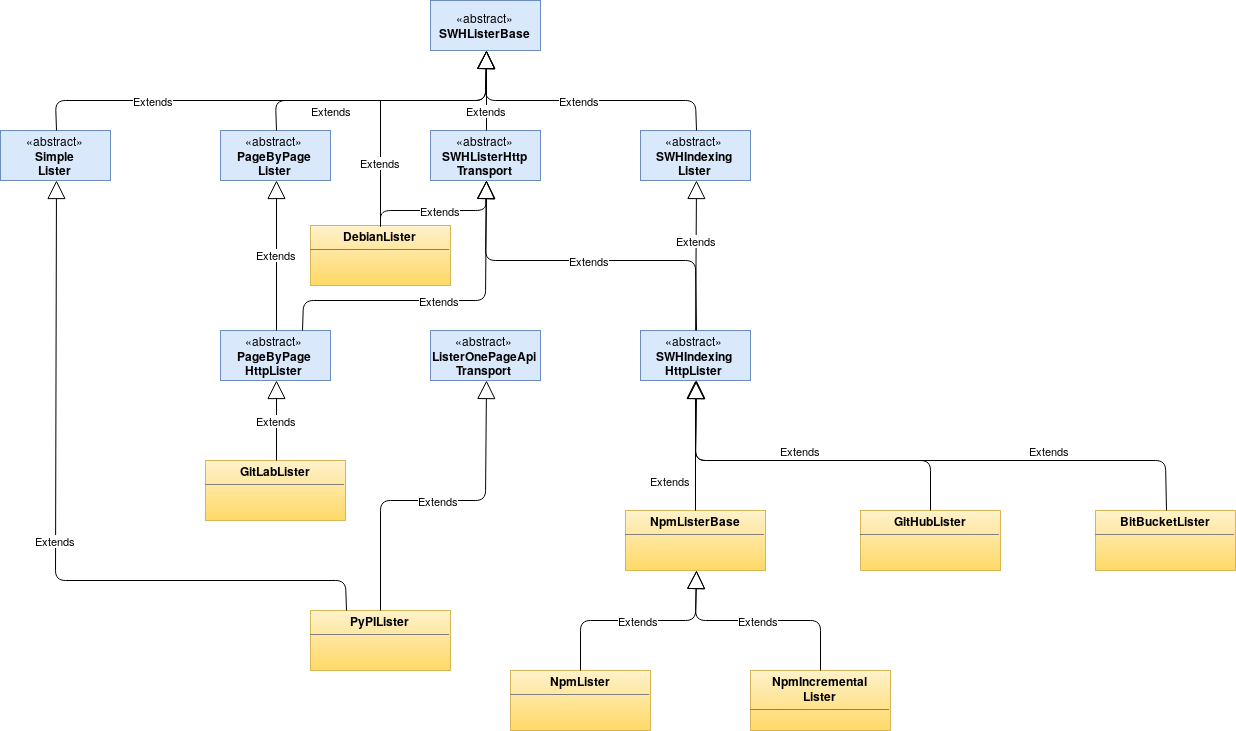 «abstract»
SWHListerBase
Extends
Extends
Extends
Extends
«abstract»
Simple
Lister
«abstract»
PageByPage
Lister
«abstract»
SWHListerHttp
Transport
«abstract»
SWHIndexing
Lister
Extends
Extends
DebianLister
Extends
Extends
Extends
Extends
«abstract»
PageByPage
HttpLister
«abstract»
ListerOnePageApi
Transport
«abstract»
SWHIndexing
HttpLister
Extends
Extends
Extends
GitLabLister
Extends
Extends
NpmListerBase
GitHubLister
BitBucketLister
Extends
PyPILister
Extends
Extends
NpmLister
NpmIncremental
Lister